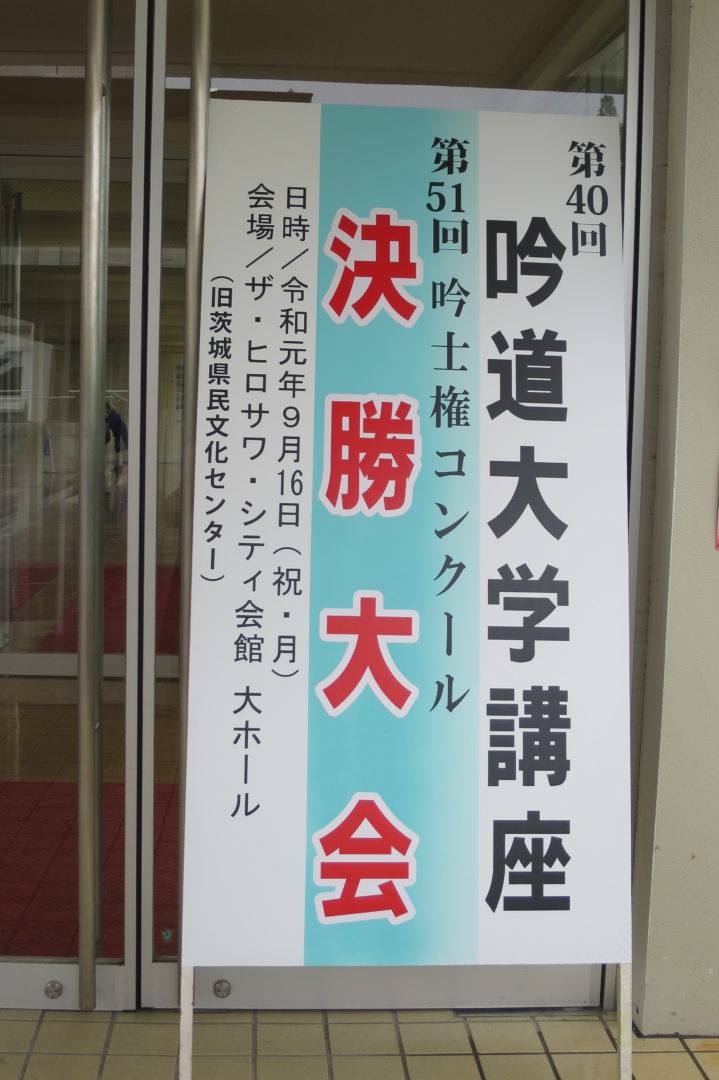 第40回
吟道大学講座
第51回 吟士権コンクール
決勝大会
日時／令和元年9月16日（祝・月）
会場／ザ・ヒロサワ・シティ会館 大ホール
（旧茨城県民文化センター）